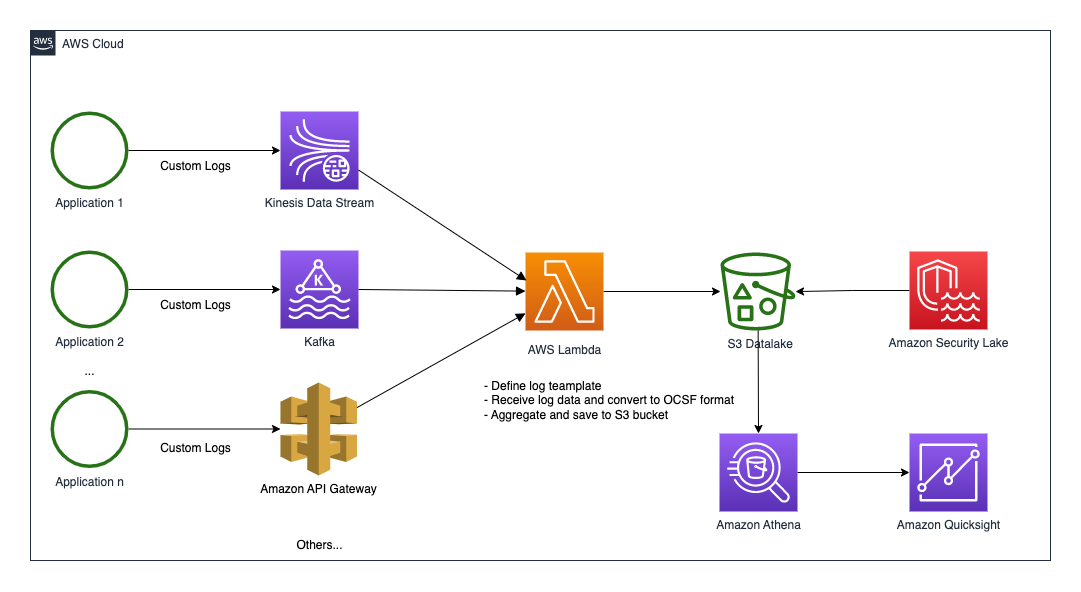 aws
AWS Cloud
Custom Logs
Application 1
Kinesis Data Stream
Custom Logs
K
Application 2
Kafka
AWS Lambda
S3 Datalake
Amazon Security Lake
...
- Define log teamplate
- Receive log data and convert to OCSF format
- Aggregate and save to S3 bucket
Custom Logs
Application n
Amazon API Gateway
Amazon Athena
Amazon Quicksight
Others...